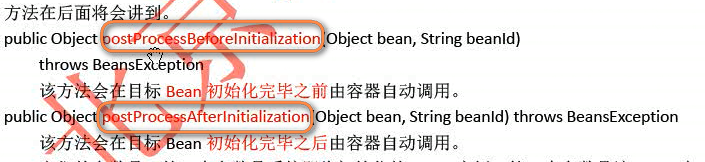 方法在后面将会讲到。
public Object postProcessBeforeInitialization(Object bean, String beanId)
throws BeansException
该方法会在目标 Bean 初始化完毕之前由容器自动调用。
public Object postProcessAfterInitialization(Object bean, String beanId) throws BeansException
该方法会在目标 Bean 初始化完毕之后由容器自动调用。